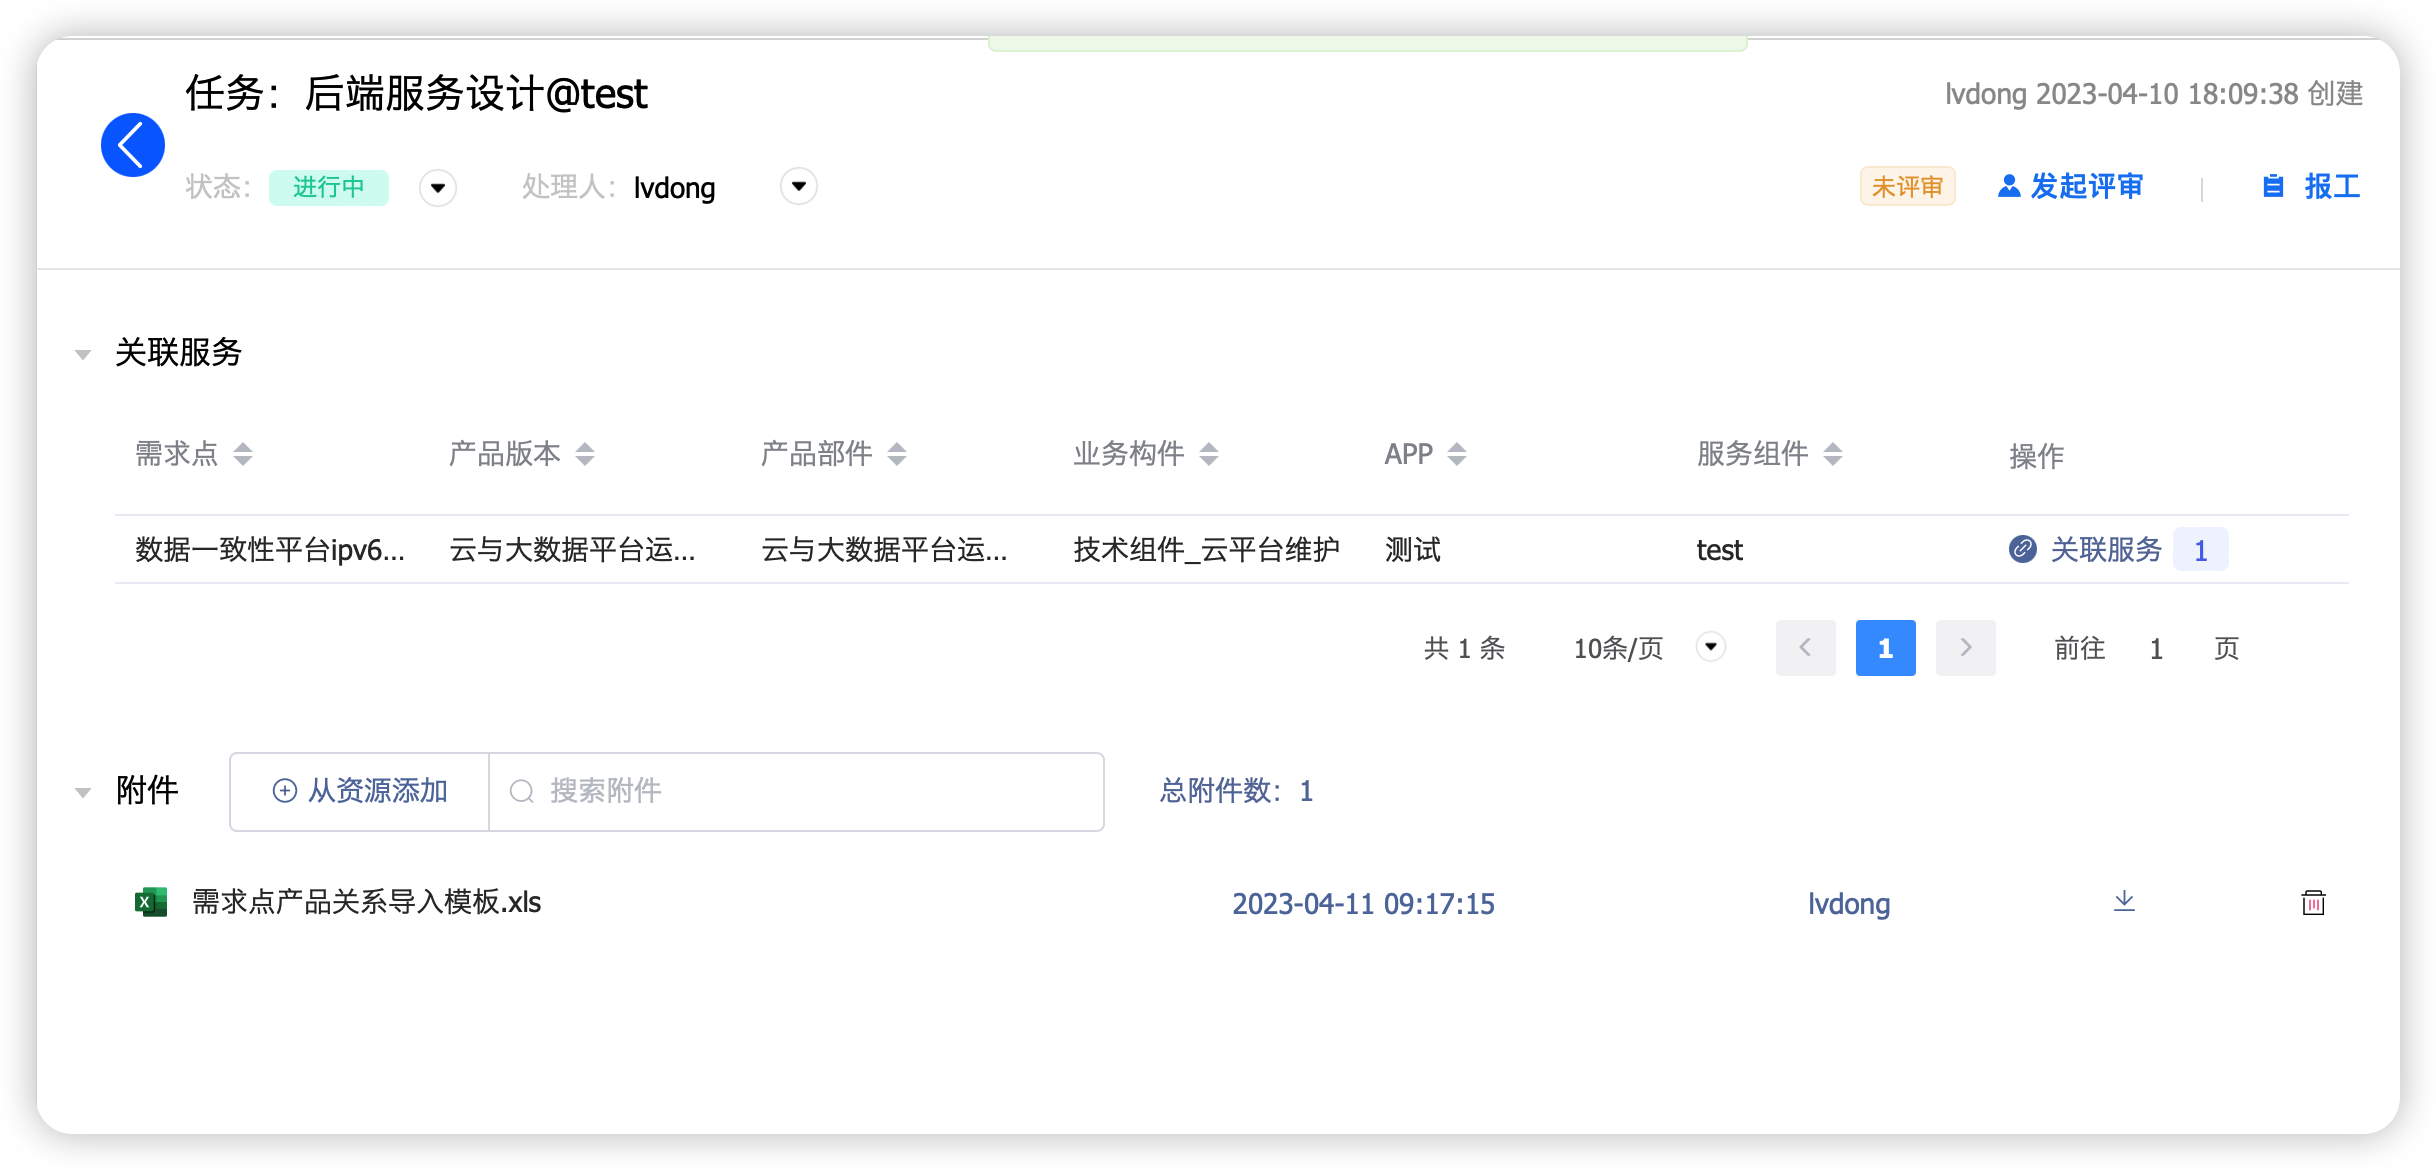 任务：后端服务设计@test
lvdong 2023-04-10 18:09:38 创建
状态： 进行中 处理人： lvdong
未评审 发起评审 | 报工
关联服务
需求点 产品版本 产品部件 业务构件 APP 服务组件 操作
数据一致性平台ipv6... 云与大数据平台运... 云与大数据平台运... 技术组件_云平台维护 测试 test 关联服务 1
共 1 条 10条/页 1 前往 1 页
附件 从资源添加 搜索附件 总附件数：1
需求点产品关系导入模板.xls 2023-04-11 09:17:15 lvdong